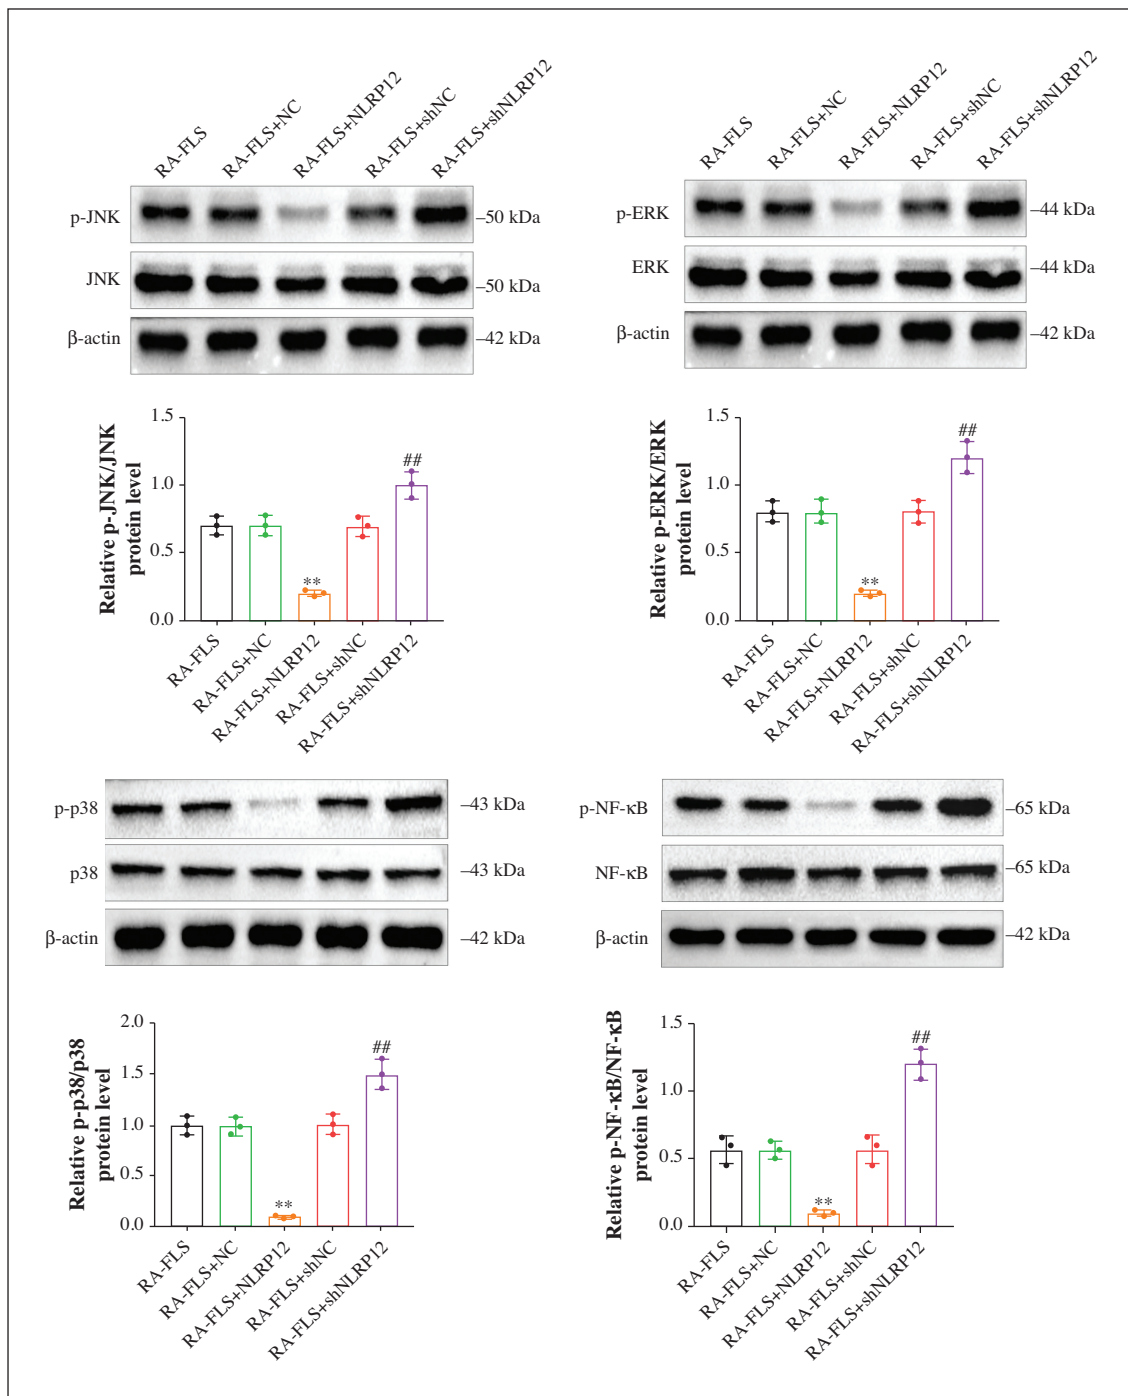 RA-FLS
RA-FLS+NC
RA-FLS+NLRP12
RA-FLS+shNC
RA-FLS+shNLRP12
p-JNK
–50 kDa
JNK
–50 kDa
β-actin
–42 kDa
RA-FLS
RA-FLS+NC
RA-FLS+NLRP12
RA-FLS+shNC
RA-FLS+shNLRP12
p-ERK
–44 kDa
ERK
–44 kDa
β-actin
–42 kDa
Relative p-JNK/JNK
protein level
1.5
1.0
0.5
0.0
**
##
RA-FLS
RA-FLS+NC
RA-FLS+NLRP12
RA-FLS+shNC
RA-FLS+shNLRP12
Relative p-ERK/ERK
protein level
1.5
1.0
0.5
0.0
**
##
RA-FLS
RA-FLS+NC
RA-FLS+NLRP12
RA-FLS+shNC
RA-FLS+shNLRP12
p-p38
–43 kDa
p38
–43 kDa
β-actin
–42 kDa
p-NF-κB
–65 kDa
NF-κB
–65 kDa
β-actin
–42 kDa
Relative p-p38/p38
protein level
2.0
1.5
1.0
0.5
0.0
**
##
RA-FLS
RA-FLS+NC
RA-FLS+NLRP12
RA-FLS+shNC
RA-FLS+shNLRP12
Relative p-NF-κB/NF-κB
protein level
1.5
1.0
0.5
0.0
**
##
RA-FLS
RA-FLS+NC
RA-FLS+NLRP12
RA-FLS+shNC
RA-FLS+shNLRP12